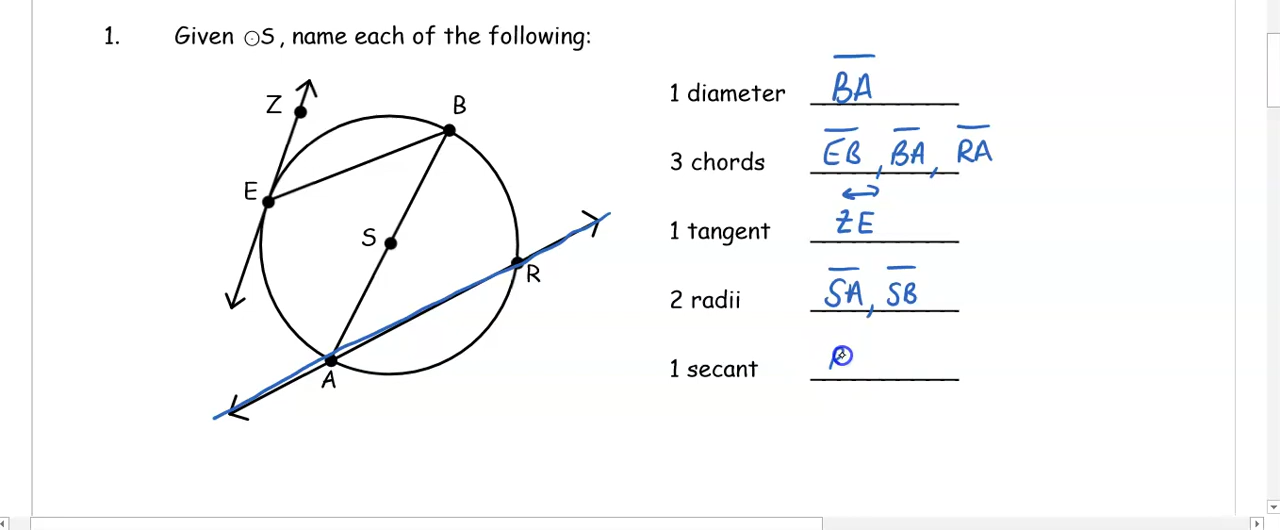 1. Given ⊙S, name each of the following:
Z
B
E
S
R
A
1 diameter BA
3 chords EB, BA, RA
1 tangent ZE
2 radii SA, SB
1 secant R